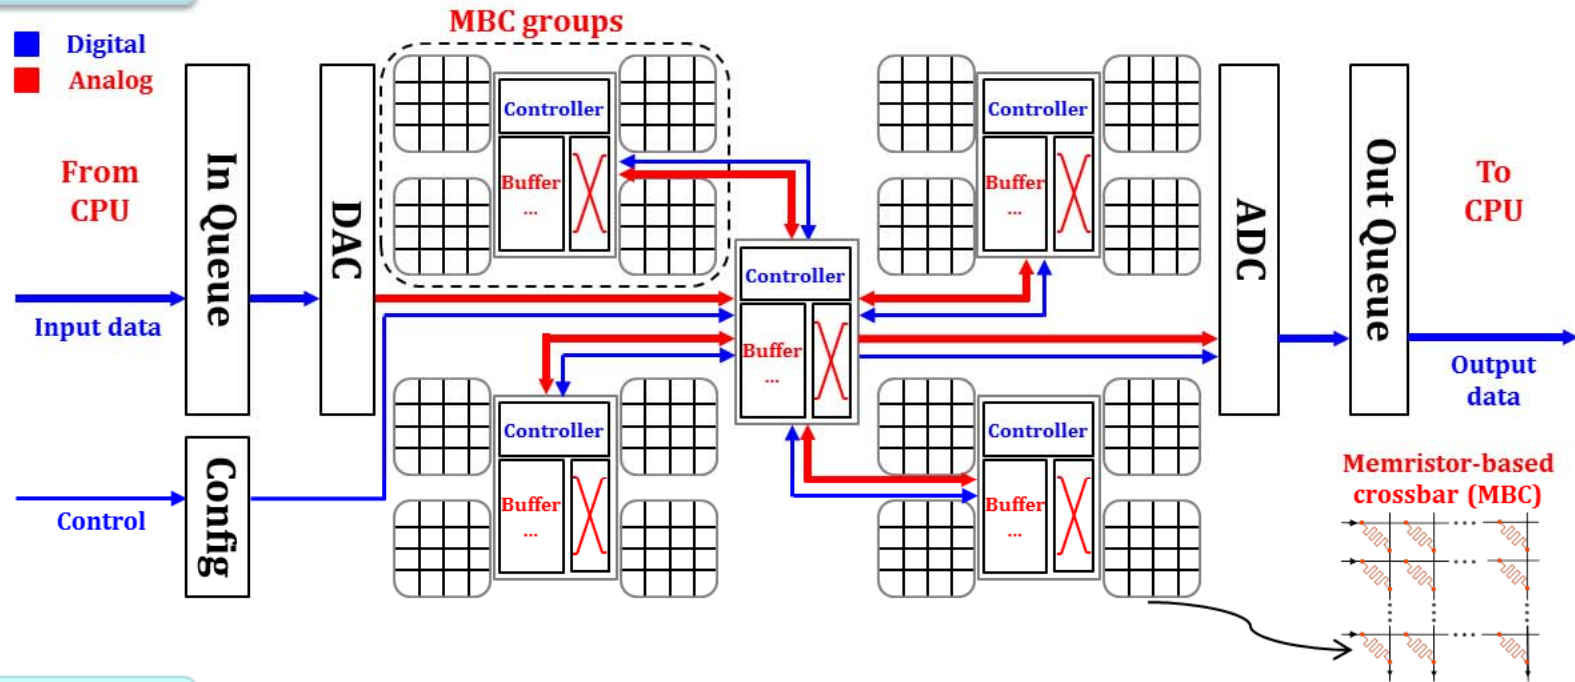 MBC groups
Digital
Analog
From
CPU
In Queue
DAC
Input data
Control
Config
Controller
Buffer
...
Controller
Buffer
...
Controller
Buffer
...
Controller
Buffer
...
Controller
Buffer
...
ADC
Out Queue
To
CPU
Output
data
Memristor-based
crossbar (MBC)